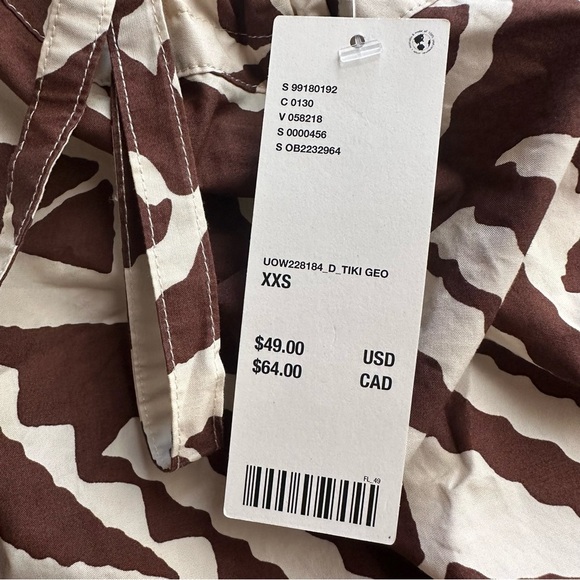 S 99180192
C 0130
V 058218
S 0000456
S OB2232964
UOW228184_D_TIKI GEO
XXS
$49.00 USD
$64.00 CAD
FL_49